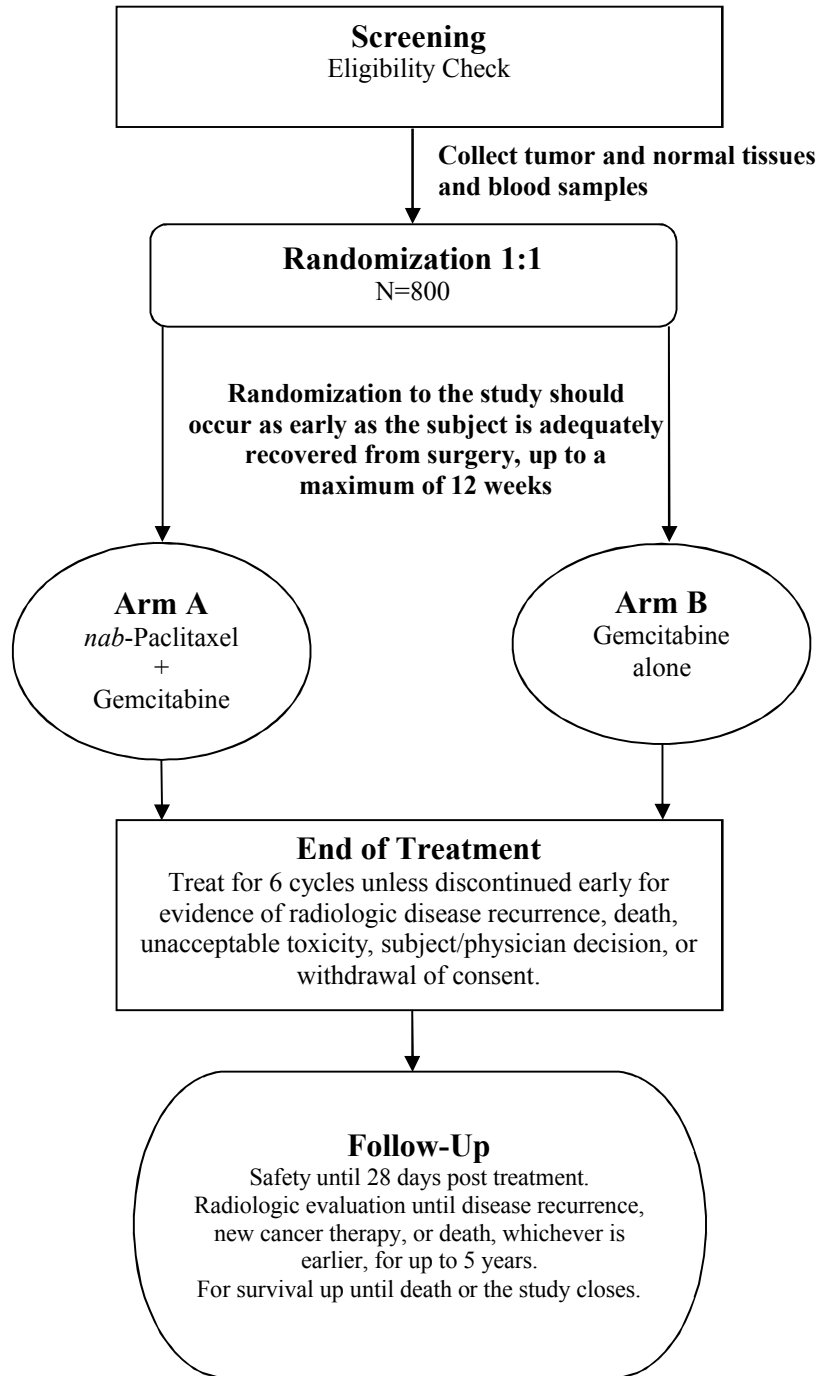 Screening
Eligibility Check
Collect tumor and normal tissues
and blood samples
Randomization 1:1
N=800
Randomization to the study should
occur as early as the subject is adequately
recovered from surgery, up to a
maximum of 12 weeks
Arm A
nab-Paclitaxel
+
Gemcitabine
Arm B
Gemcitabine
alone
End of Treatment
Treat for 6 cycles unless discontinued early for
evidence of radiologic disease recurrence, death,
unacceptable toxicity, subject/physician decision, or
withdrawal of consent.
Follow-Up
Safety until 28 days post treatment.
Radiologic evaluation until disease recurrence,
new cancer therapy, or death, whichever is
earlier, for up to 5 years.
For survival up until death or the study closes.